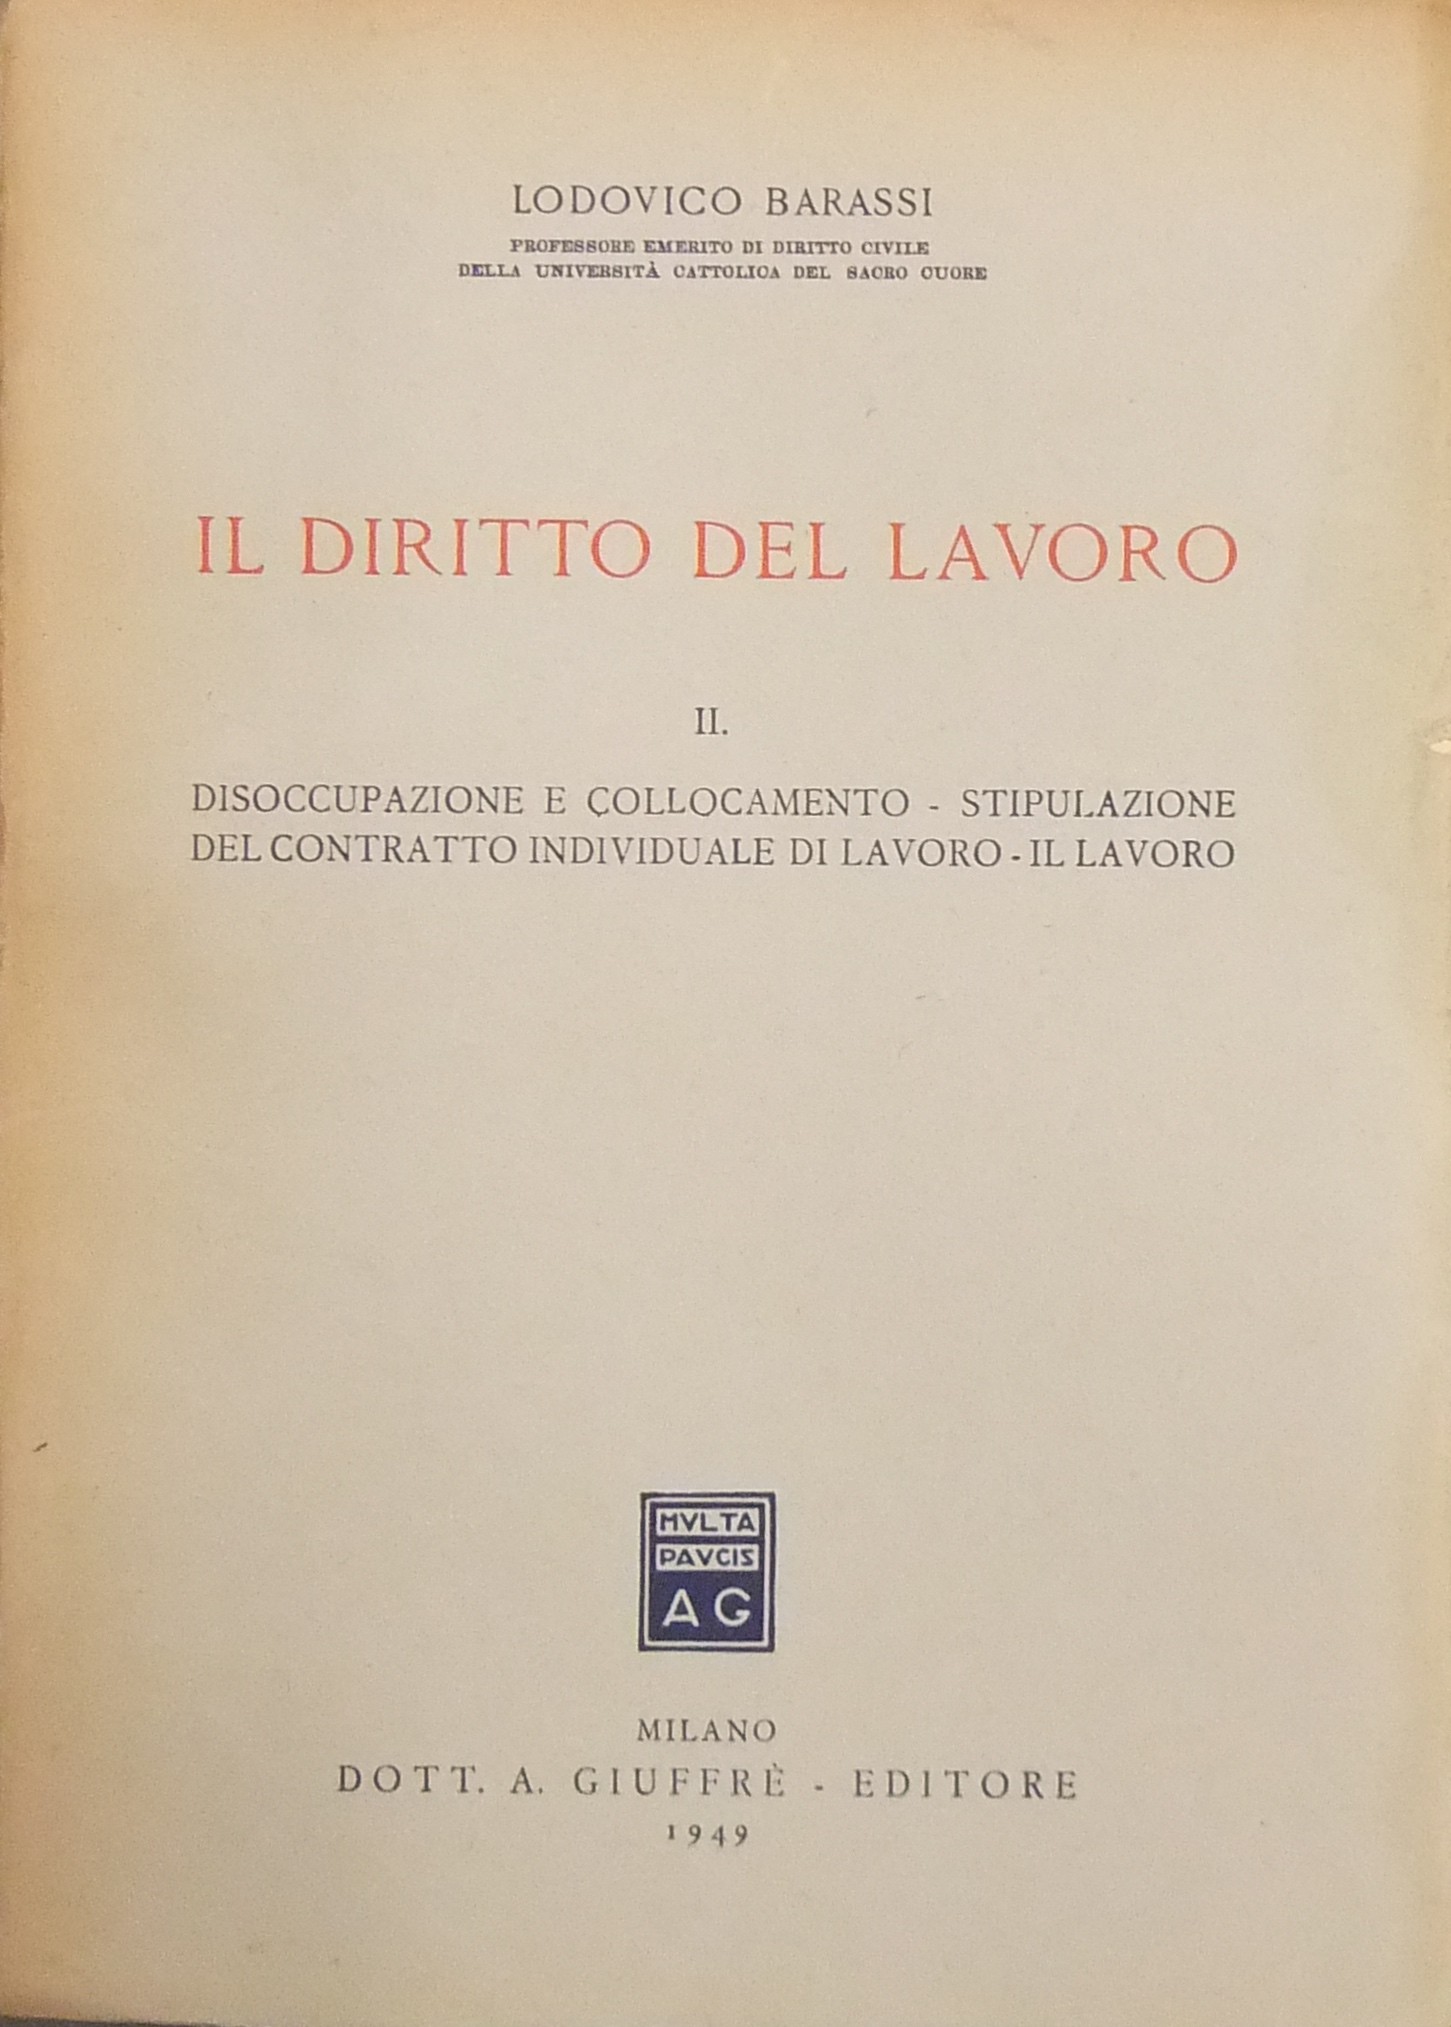 LODOVICO BARASSI
PROFESSORE EMERITO DI DIRITTO CIVILE
DELLA UNIVERSITÀ CATTOLICA DEL SACRO CUORE
IL DIRITTO DEL LAVORO
II.
DISOCCUPAZIONE E COLLOCAMENTO - STIPULAZIONE
DEL CONTRATTO INDIVIDUALE DI LAVORO - IL LAVORO
MVLTA
PAVCIS
AG
MILANO
DOTT. A. GIUFFRÈ - EDITORE
1949